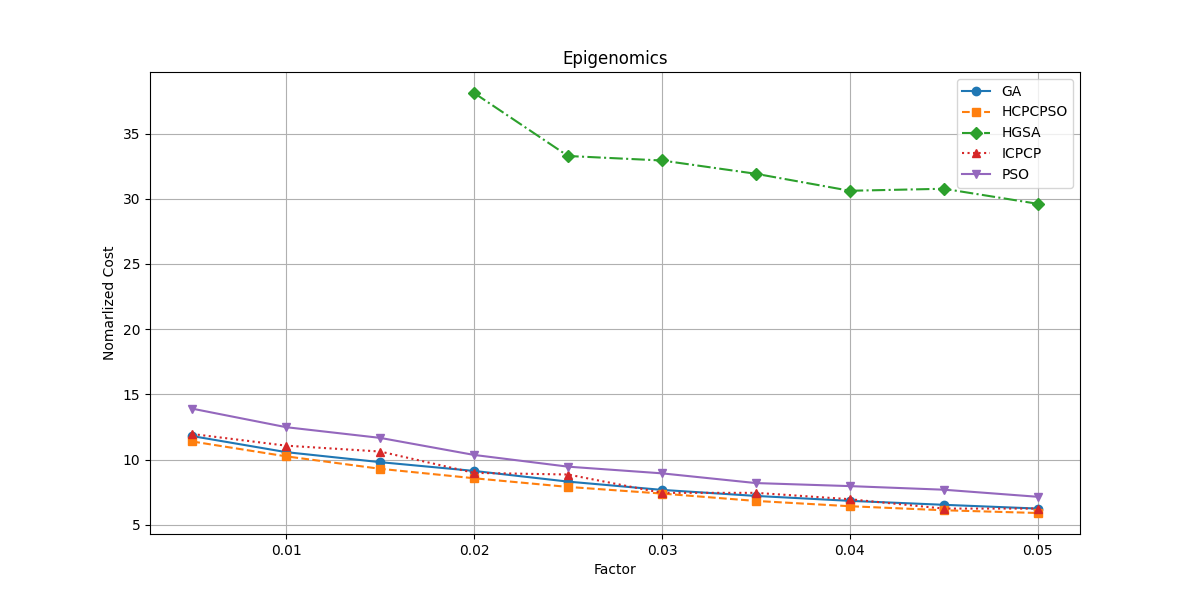 Epigenomics
GA
HCPCPSO
HGSA
ICPCP
PSO
35
30
25
20
15
10
5
Nomarlized Cost
0.01
0.02
0.03
0.04
0.05
Factor